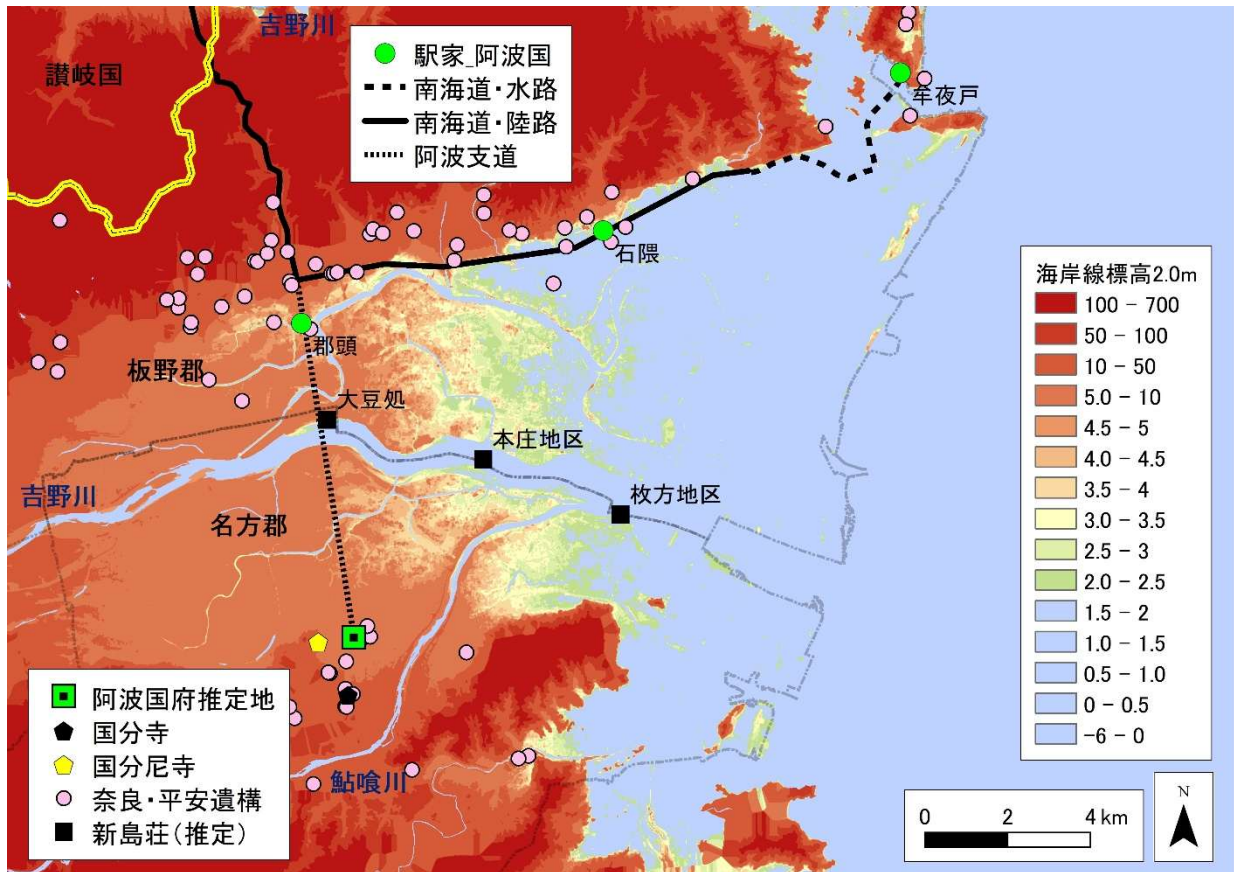 吉野川
讃岐国
駅家_阿波国
南海道・水路
南海道・陸路
阿波支道
牟夜戸
石隈
海岸線標高2.0m
100 - 700
50 - 100
10 - 50
5.0 - 10
4.5 - 5
4.0 - 4.5
3.5 - 4
3.0 - 3.5
2.5 - 3
2.0 - 2.5
1.5 - 2
1.0 - 1.5
0.5 - 1.0
0 - 0.5
-6 - 0
郡頭
板野郡
大豆処
本庄地区
枚方地区
吉野川
名方郡
阿波国府推定地
国分寺
国分尼寺
奈良・平安遺構
新島荘(推定)
鮎喰川
0 2 4 km
N